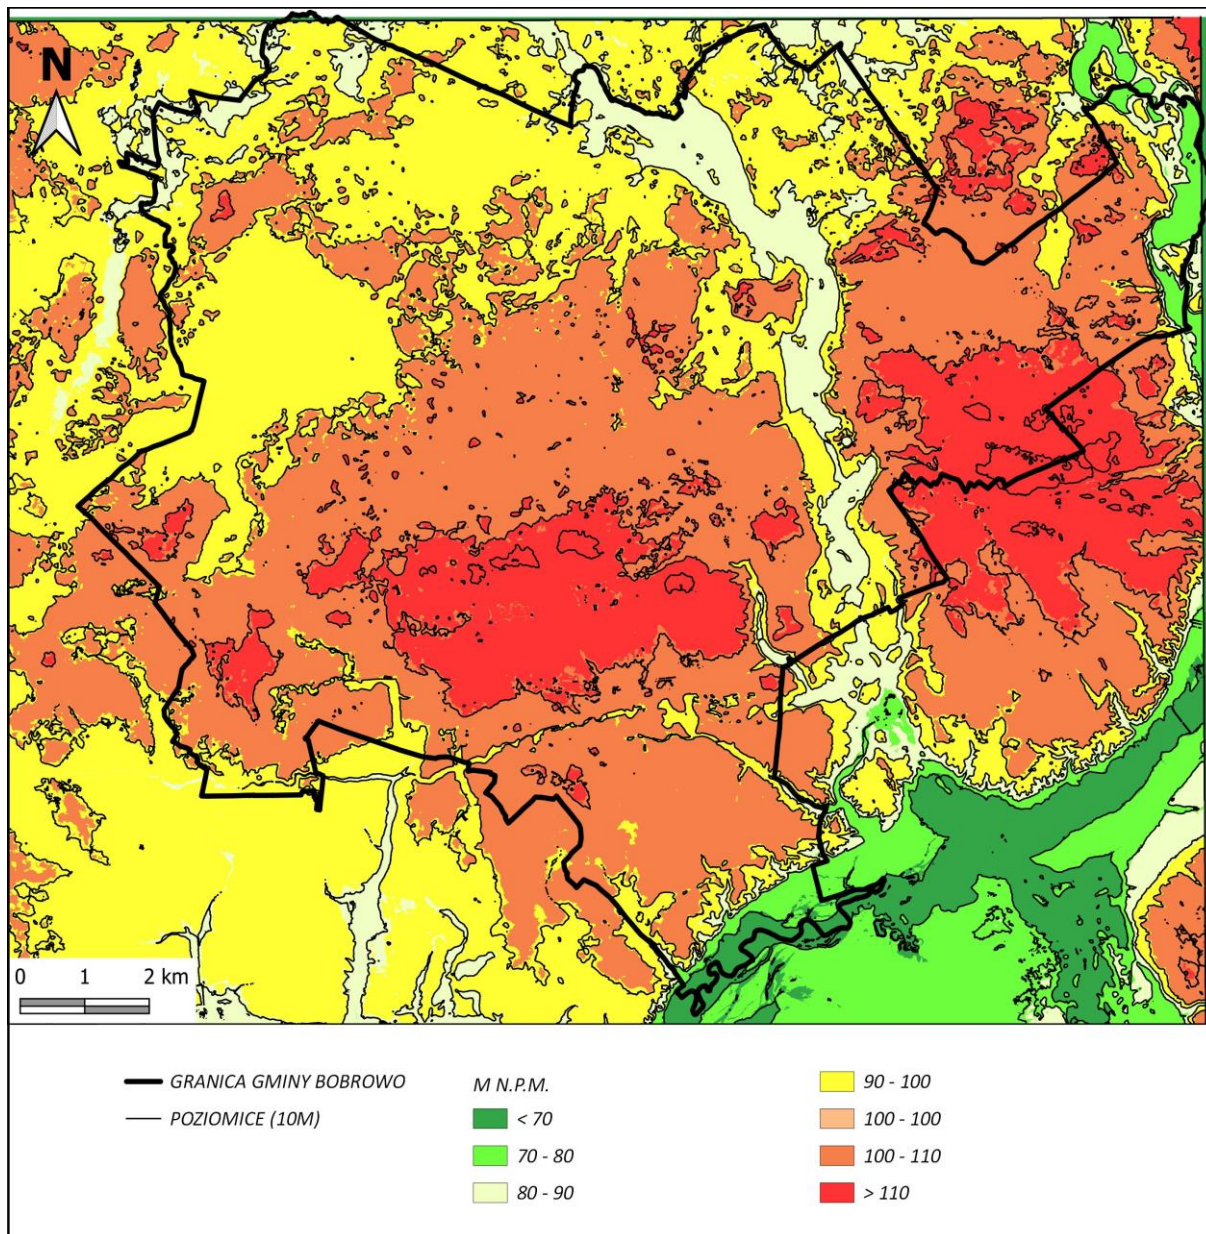 N
0 1 2 km
GRANICA GMINY BOBROWO
POZIOMICE (10M)
M N.P.M.
< 70
70 - 80
80 - 90
90 - 100
100 - 100
100 - 110
> 110